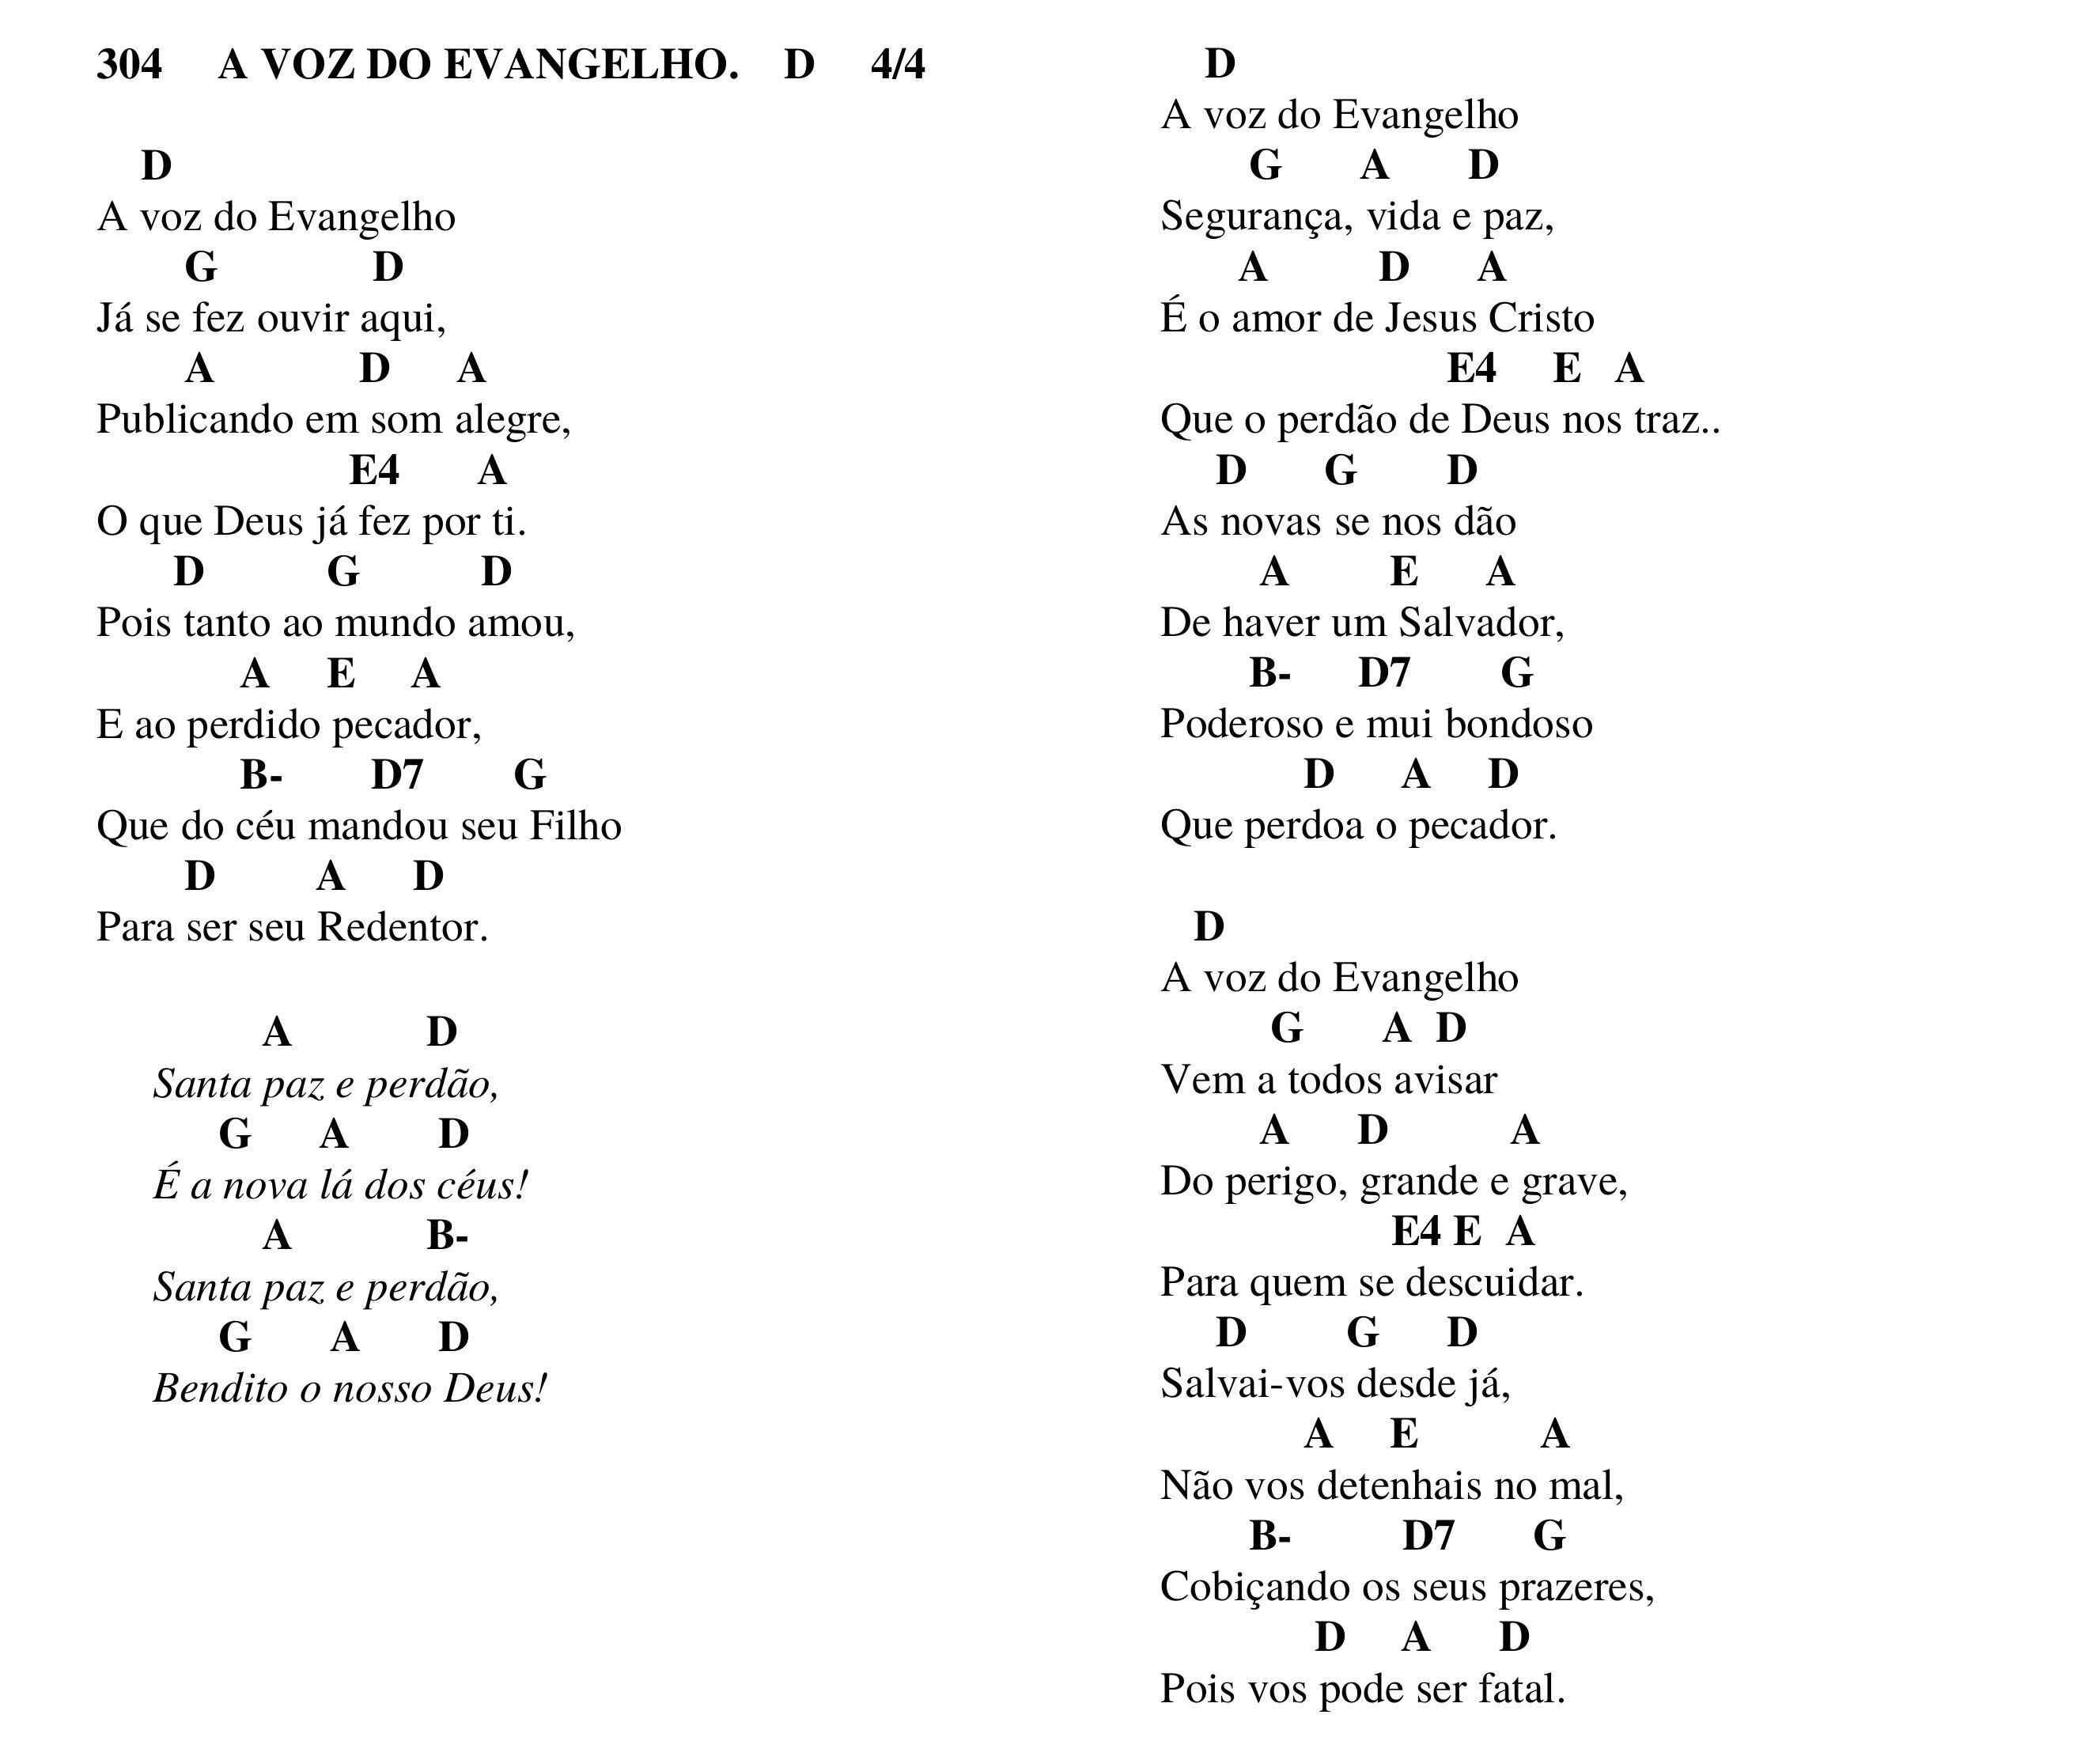 304 A VOZ DO EVANGELHO. D 4/4
D
A voz do Evangelho
G D
Já se fez ouvir aqui,
A D A
Publicando em som alegre,
E4 A
O que Deus já fez por ti.
D G D
Pois tanto ao mundo amou,
A E A
E ao perdido pecador,
B- D7 G
Que do céu mandou seu Filho
D A D
Para ser seu Redentor.
A D
Santa paz e perdão,
G A D
É a nova lá dos céus!
A B-
Santa paz e perdão,
G A D
Bendito o nosso Deus!
D
A voz do Evangelho
G A D
Segurança, vida e paz,
A D A
É o amor de Jesus Cristo
E4 E A
Que o perdão de Deus nos traz..
D G D
As novas se nos dão
A E A
De haver um Salvador,
B- D7 G
Poderoso e mui bondoso
D A D
Que perdoa o pecador.
D
A voz do Evangelho
G A D
Vem a todos avisar
A D A
Do perigo, grande e grave,
E4 E A
Para quem se descuidar.
D G D
Salvai-vos desde já,
A E A
Não vos detenhais no mal,
B- D7 G
Cobiçando os seus prazeres,
D A D
Pois vos pode ser fatal.